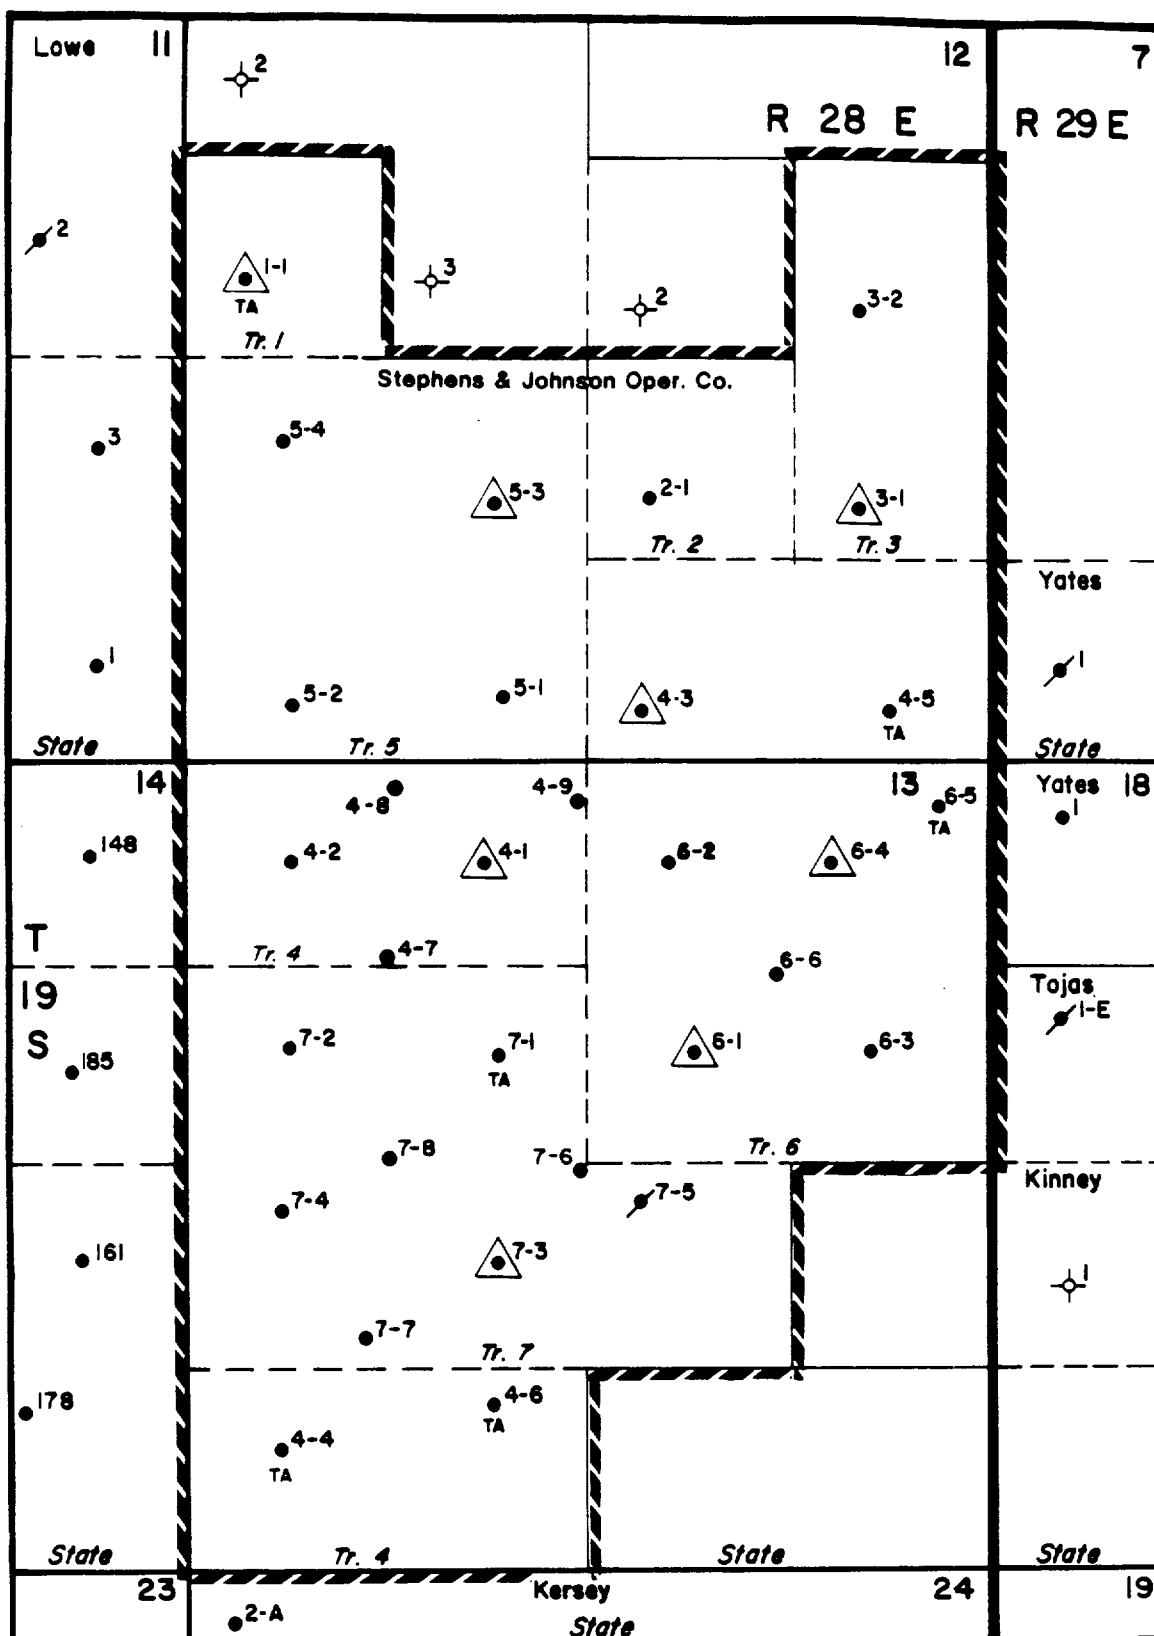 Lowe 11
2
12
7
R 28 E
R 29 E
2
1-1
TA
3
2
3-2
Tr. 1
Stephens & Johnson Oper. Co.
3
5-4
5-3
2-1
3-1
Tr. 2
Tr. 3
Yates
1
5-2
5-1
4-3
4-5
TA
1
State
Tr. 5
State
14
4-8
4-9
13
6-5
TA
Yates 18
1
148
4-2
4-1
6-2
6-4
T
Tr. 4
4-7
6-6
19
Tojas
1-E
S
185
7-2
7-1
TA
6-1
6-3
7-8
7-6
Tr. 6
Kinney
7-4
7-5
161
7-3
1
7-7
Tr. 7
178
4-6
TA
4-4
TA
State
Tr. 4
State
State
23
Kersey
24
19
2-A
State